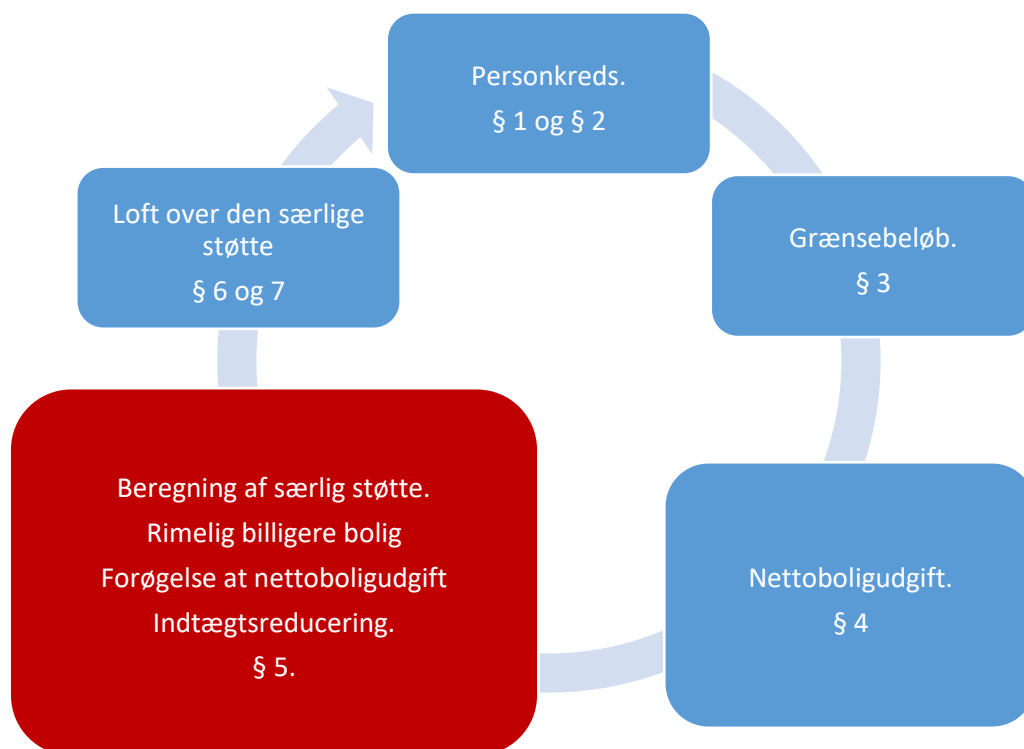 Personkreds.
§ 1 og § 2
Grænsebeløb.
§ 3
Nettoboligudgift.
§ 4
Beregning af særlig støtte.
Rimelig billigere bolig
Forøgelse at nettoboligudgift
Indtægtsreducering.
§ 5.
Loft over den særlige
støtte
§ 6 og 7